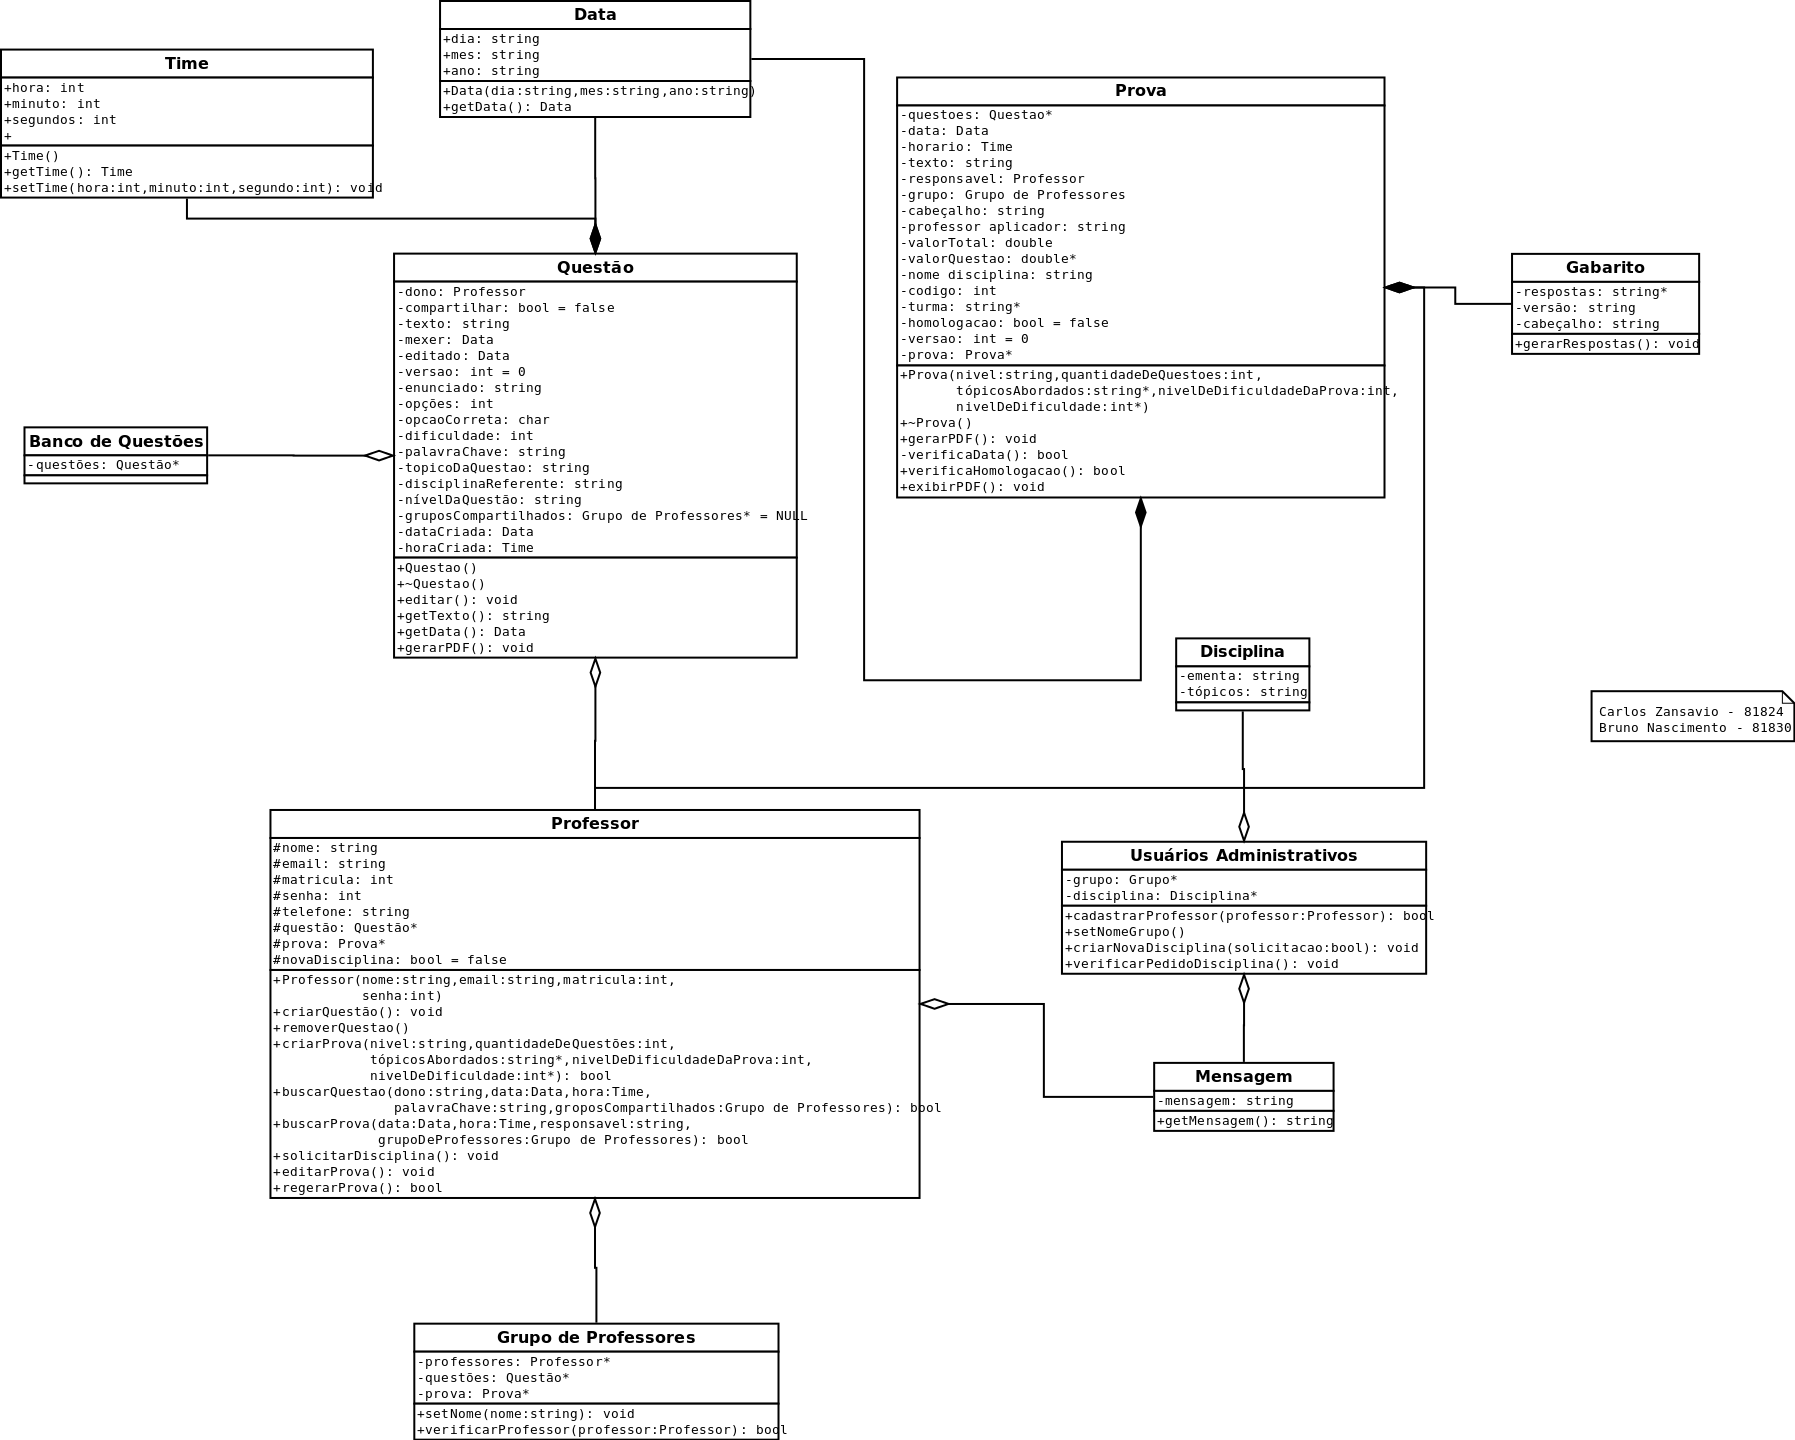 Data
+dia: string
+mes: string
+ano: string
+Data(dia:string,mes:string,ano:string)
+getData(): Data
Time
+hora: int
+minuto: int
+segundos: int
+
+Time()
+getTime(): Time
+setTime(hora:int,minuto:int,segundo:int): void
Prova
-questoes: Questao*
-data: Data
-horario: Time
-texto: string
-responsavel: Professor
-grupo: Grupo de Professores
-cabeçalho: string
-professor aplicador: string
-valorTotal: double
-valorQuestao: double*
-nome disciplina: string
-codigo: int
-turma: string*
-homologacao: bool = false
-versao: int = 0
-prova: Prova*
+Prova(nivel:string,quantidadeDeQuestoes:int,
tópicosAbordados:string*,nivelDeDificuldadeDaProva:int,
nivelDeDificuldade:int*)
+~Prova()
+gerarPDF(): void
-verificaData(): bool
+verificaHomologacao(): bool
+exibirPDF(): void
Gabarito
-respostas: string*
-versão: string
-cabeçalho: string
+gerarRespostas(): void
Questão
-dono: Professor
-compartilhar: bool = false
-texto: string
-mexer: Data
-editado: Data
-versao: int = 0
-enunciado: string
-opções: int
-opcaoCorreta: char
-dificuldade: int
-palavraChave: string
-topicoDaQuestao: string
-disciplinaReferente: string
-nívelDaQuestão: string
-gruposCompartilhados: Grupo de Professores* = NULL
-dataCriada: Data
-horaCriada: Time
+Questao()
+~Questao()
+editar(): void
+getTexto(): string
+getData(): Data
+gerarPDF(): void
Banco de Questões
-questões: Questão*
Disciplina
-ementa: string
-tópicos: string
Carlos Zansavio - 81824
Bruno Nascimento - 81830
Professor
#nome: string
#email: string
#matricula: int
#senha: int
#telefone: string
#questão: Questão*
#prova: Prova*
#novaDisciplina: bool = false
+Professor(nome:string,email:string,matricula:int,
senha:int)
+criarQuestão(): void
+removerQuestao()
+criarProva(nivel:string,quantidadeDeQuestões:int,
tópicosAbordados:string*,nivelDeDificuldadeDaProva:int,
nivelDeDificuldade:int*): bool
+buscarQuestao(dono:string,data:Data,hora:Time,
palavraChave:string,groposCompartilhados:Grupo de Professores): bool
+buscarProva(data:Data,hora:Time,responsavel:string,
grupoDeProfessores:Grupo de Professores): bool
+solicitarDisciplina(): void
+editarProva(): void
+regerarProva(): bool
Usuários Administrativos
-grupo: Grupo*
-disciplina: Disciplina*
+cadastrarProfessor(professor:Professor): bool
+setNomeGrupo()
+criarNovaDisciplina(solicitacao:bool): void
+verificarPedidoDisciplina(): void
Mensagem
-mensagem: string
+getMensagem(): string
Grupo de Professores
-professores: Professor*
-questões: Questão*
-prova: Prova*
+setNome(nome:string): void
+verificarProfessor(professor:Professor): bool